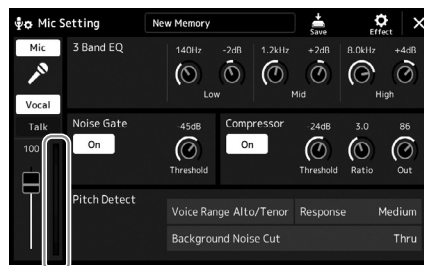 Mic Setting New Memory Save Effect
Mic
Vocal
Talk
100
3 Band EQ
140Hz -2dB 1.2kHz +2dB 8.0kHz +4dB
Low Mid High
Noise Gate
On
-45dB
Threshold
Compressor
On
-24dB 3.0 86
Threshold Ratio Out
Pitch Detect
Voice Range Alto/Tenor Response Medium
Background Noise Cut Thru